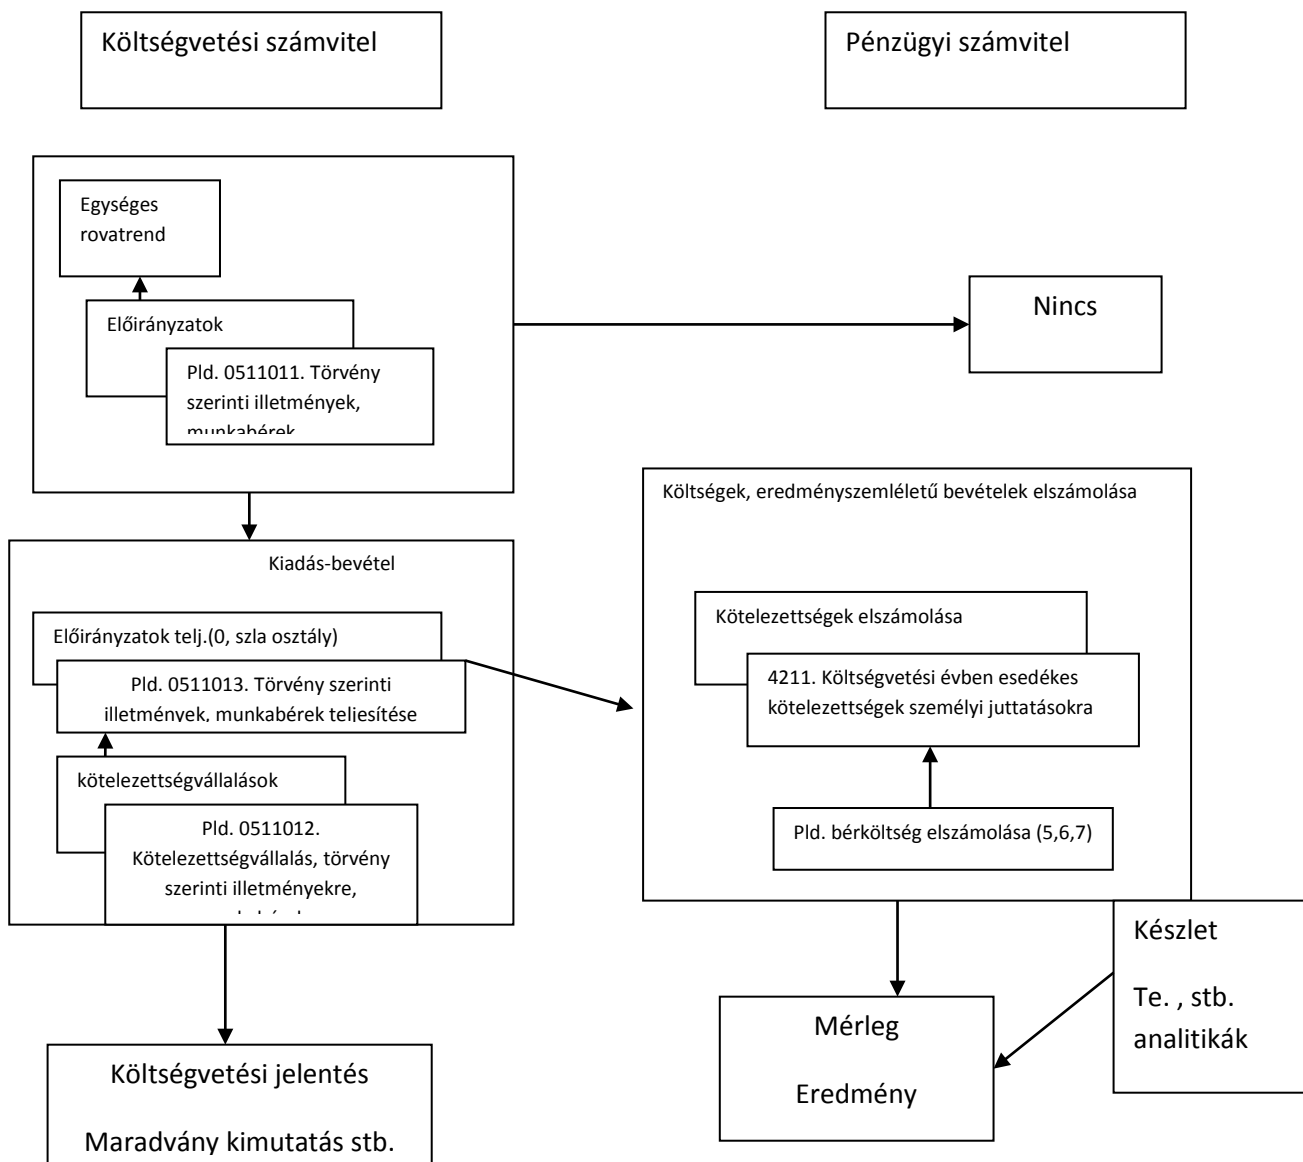 Költségvetési számvitel
Pénzügyi számvitel
Egységes
rovatrend
Előirányzatok
Pld. 0511011. Törvény
szerinti illetmények,
munkabérek
Nincs
Kiadás-bevétel
Előirányzatok telj.(0, szla osztály)
Pld. 0511013. Törvény szerinti
illetmények, munkabérek teljesítése
kötelezettségvállalások
Pld. 0511012.
Kötelezettségvállalás, törvény
szerinti illetményekre,
Költségek, eredményszemléletű bevételek elszámolása
Kötelezettségek elszámolása
4211. Költségvetési évben esedékes
kötelezettségek személyi juttatásokra
Pld. bérköltség elszámolása (5,6,7)
Készlet
Te. , stb.
analitikák
Mérleg
Eredmény
Költségvetési jelentés
Maradvány kimutatás stb.